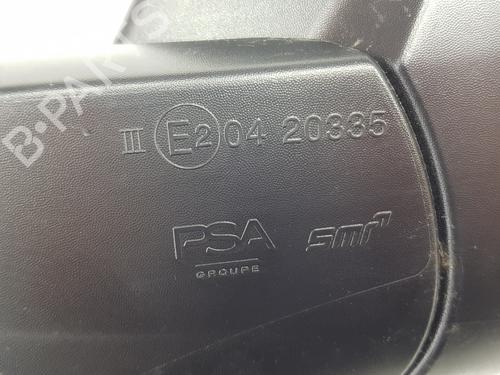 B-PARTS
III E2 04 20335
PSA smr
GROUPE